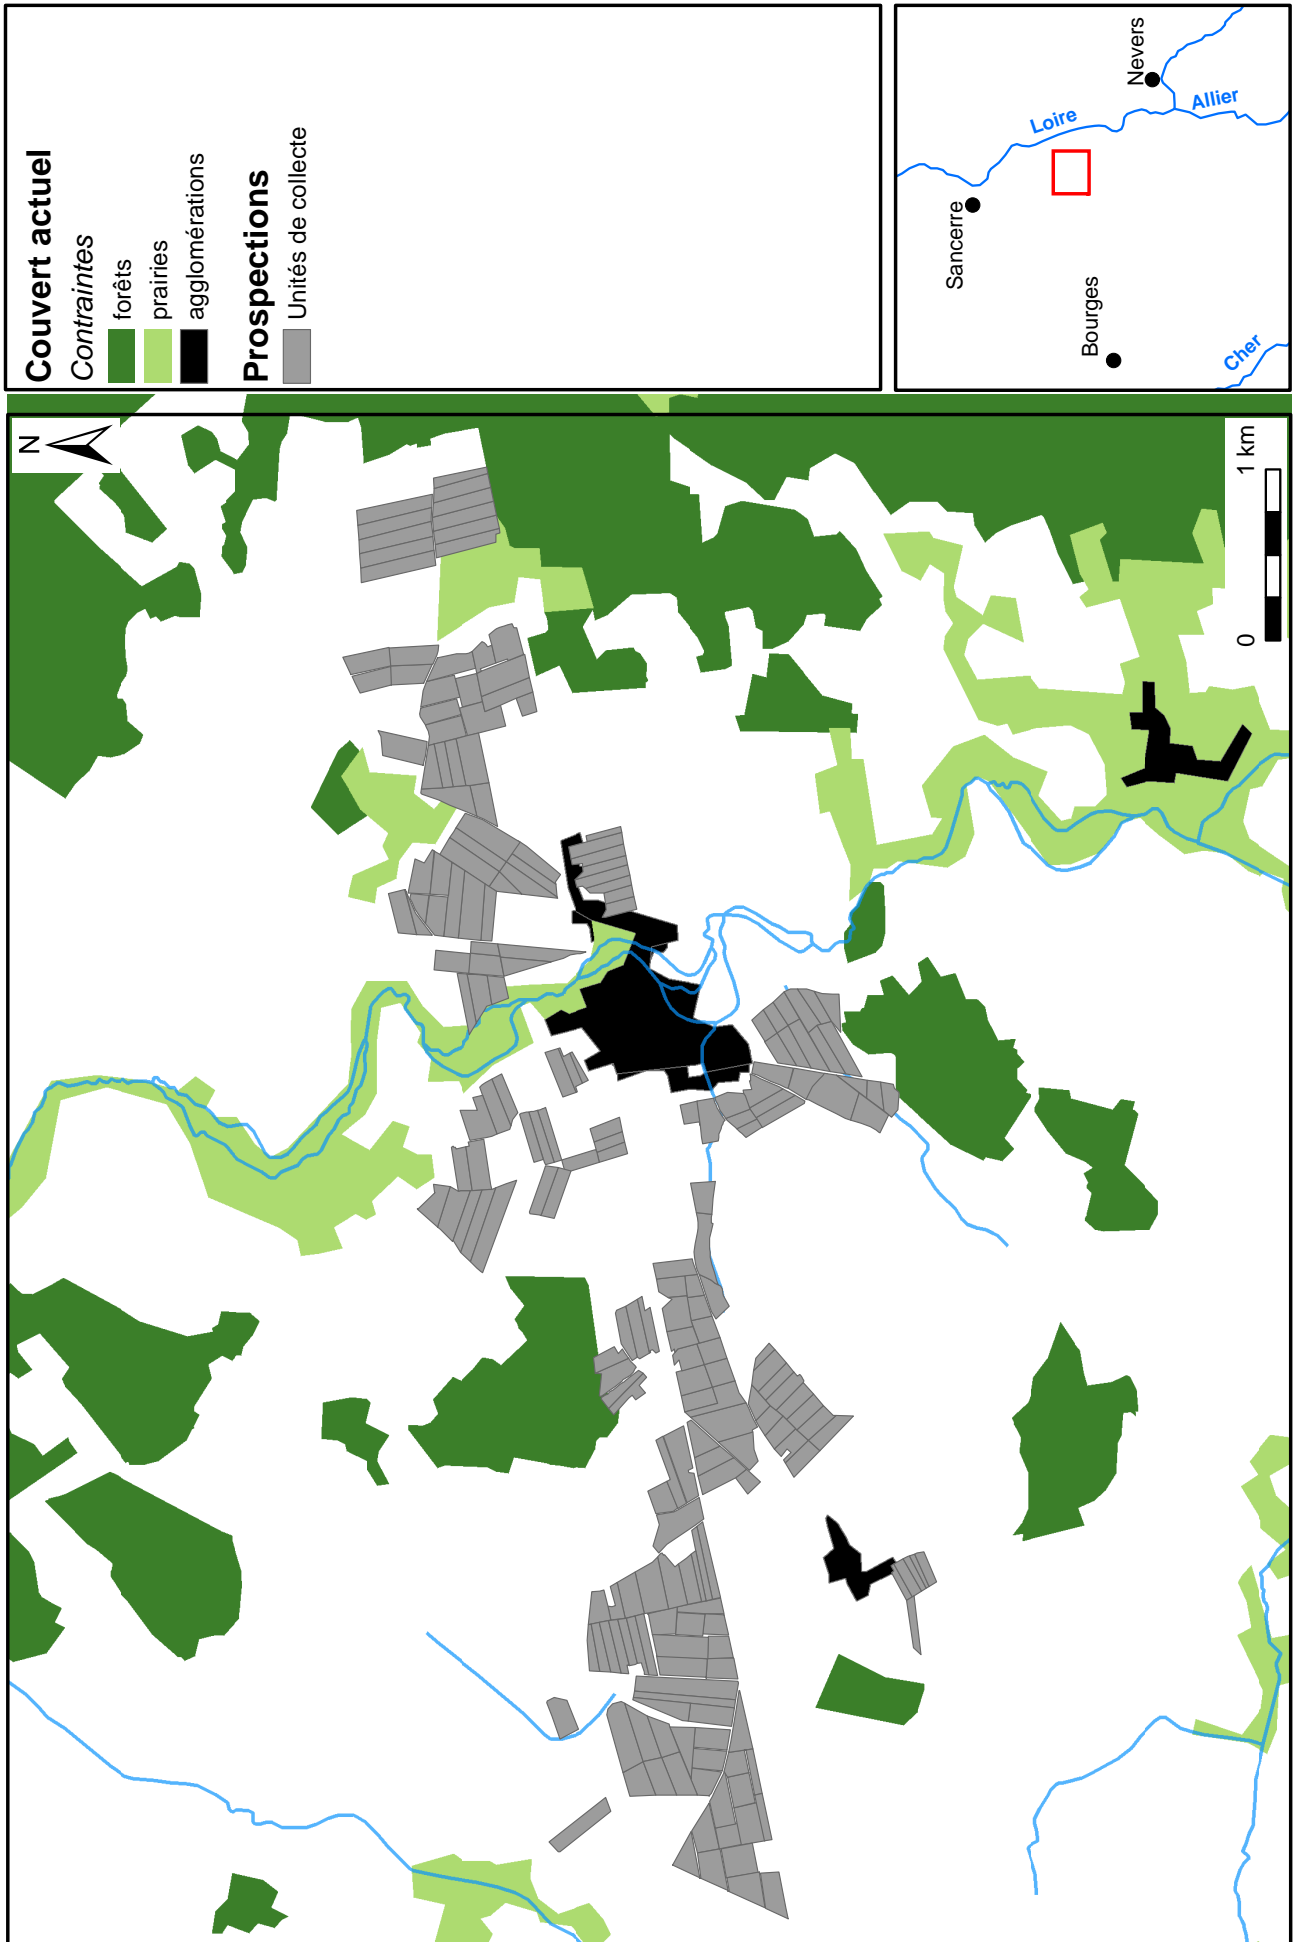 Couvert actuel
Contraintes
forêts
prairies
agglomérations
Prospections
Unités de collecte
Nevers
Loire
Allier
Sancerre
Bourges
Cher
N
0 1 km